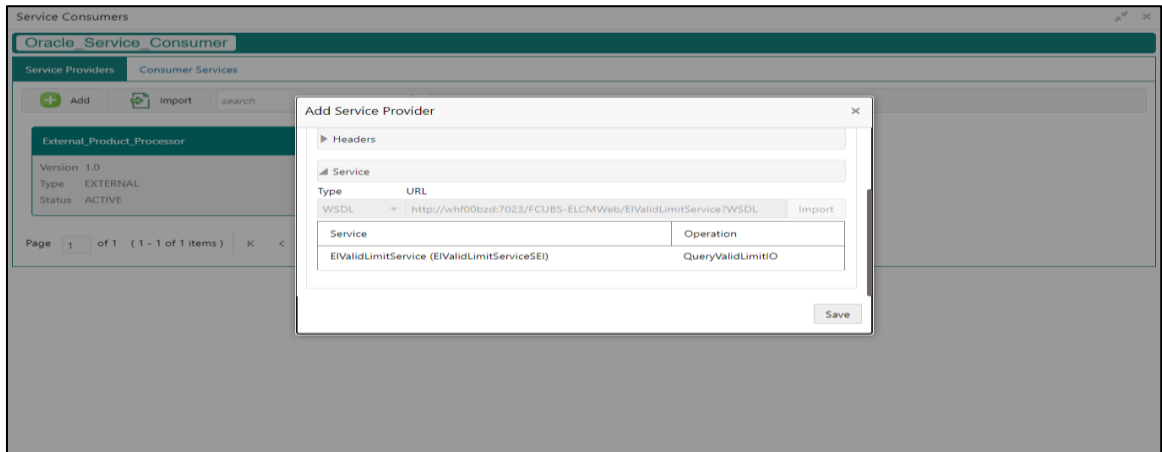 Service Consumers
Oracle_Service_Consumer
Service Providers Consumer Services
Add Import search
Add Service Provider
Headers
Service
Type URL
WSDL http://whf00bzd:7023/FCUBS-ELCMWeb/ElValidLimitService?WSDL Import
Service Operation
ElValidLimitService (ElValidLimitServiceSEI) QueryValidLimitIO
Save
External_Product_Processor
Version 1.0
Type EXTERNAL
Status ACTIVE
Page 1 of 1 (1 - 1 of 1 items)